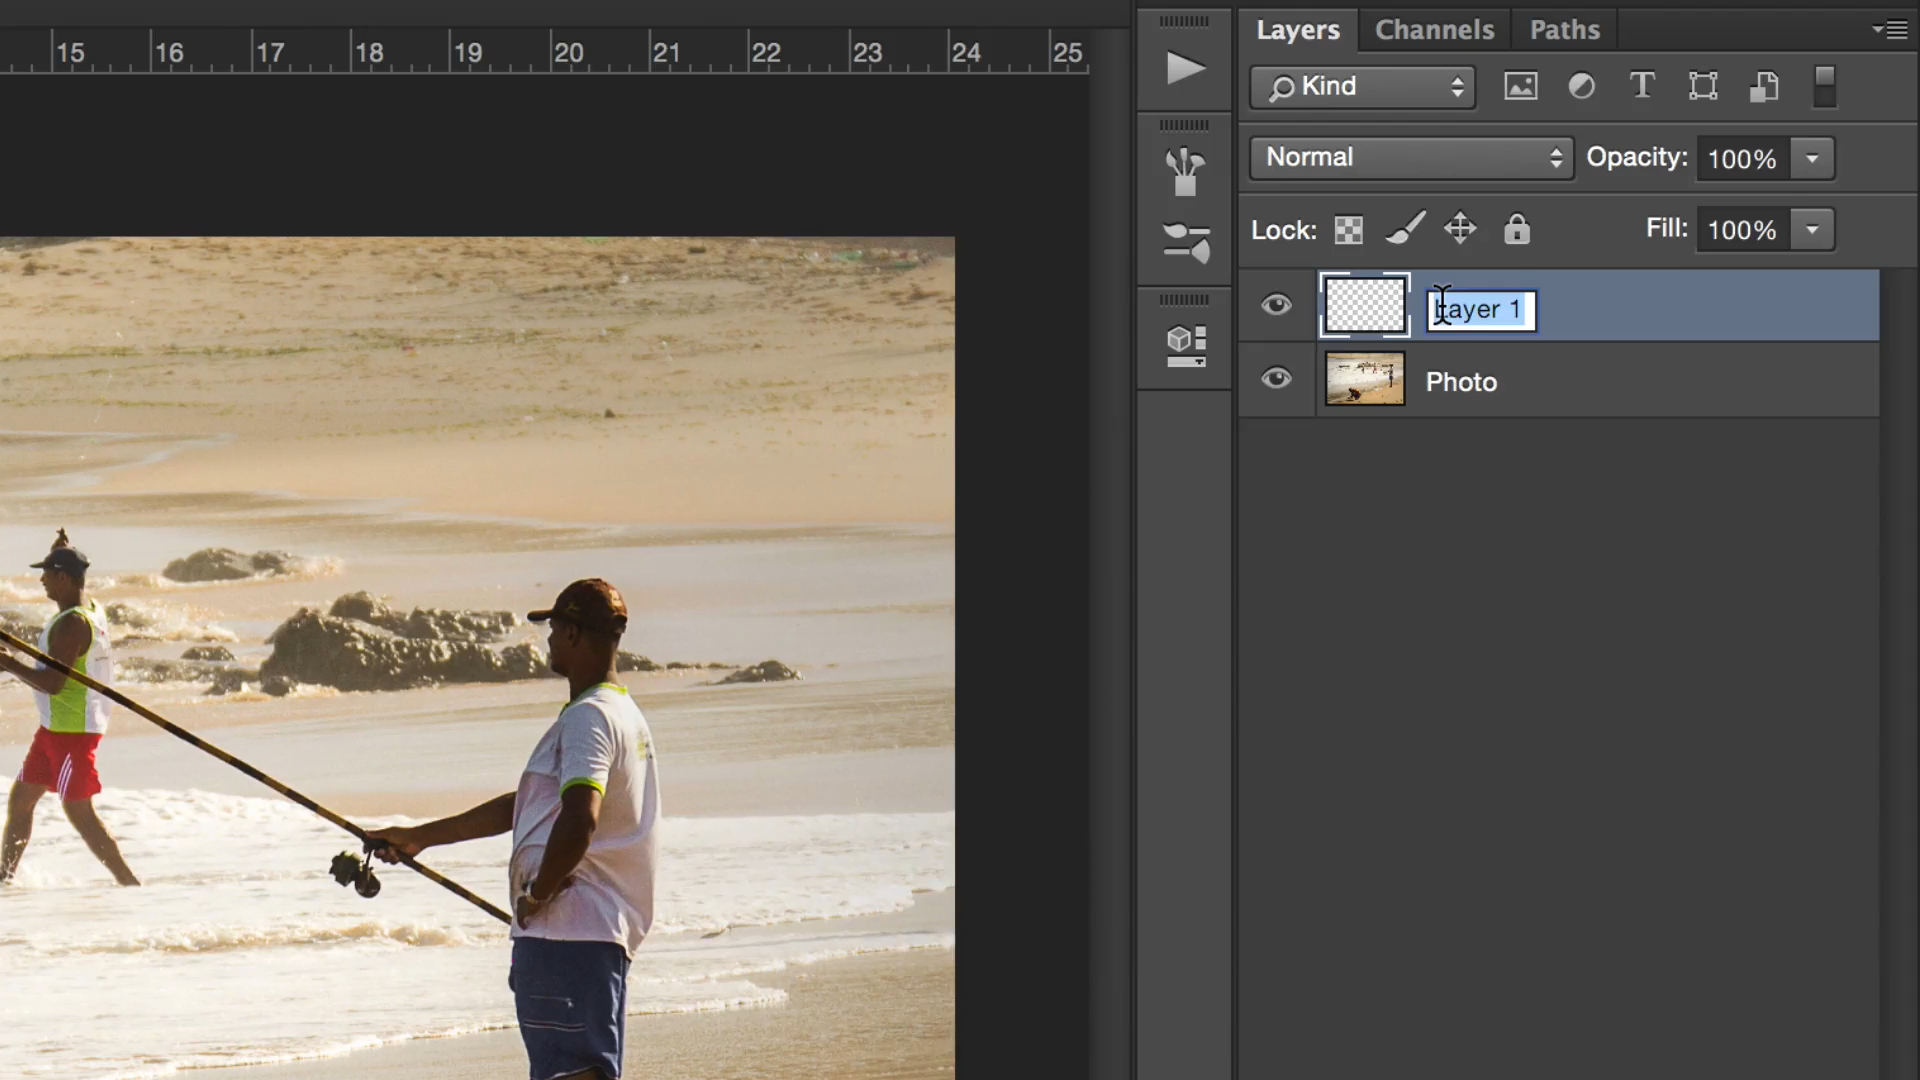 15 16 17 18 19 20 21 22 23 24 25
Layers Channels Paths
Kind
T
Normal Opacity: 100%
Lock: Fill: 100%
Layer 1
Photo